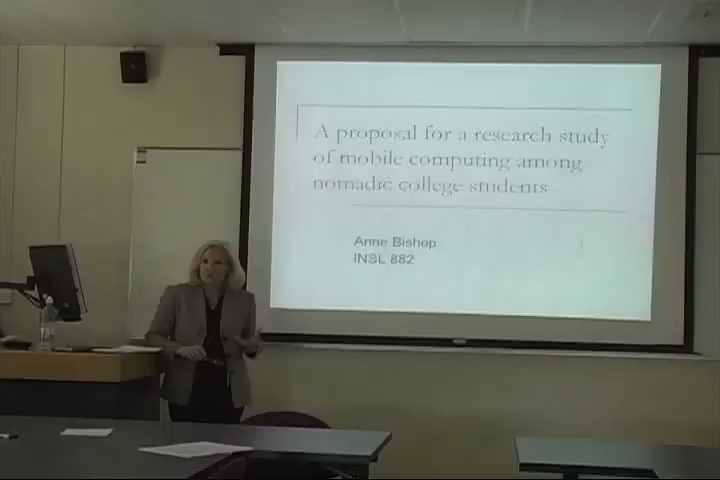 A proposal for a research study
of mobile computing among
nomadic college students
Anne Bishop
INSL 882